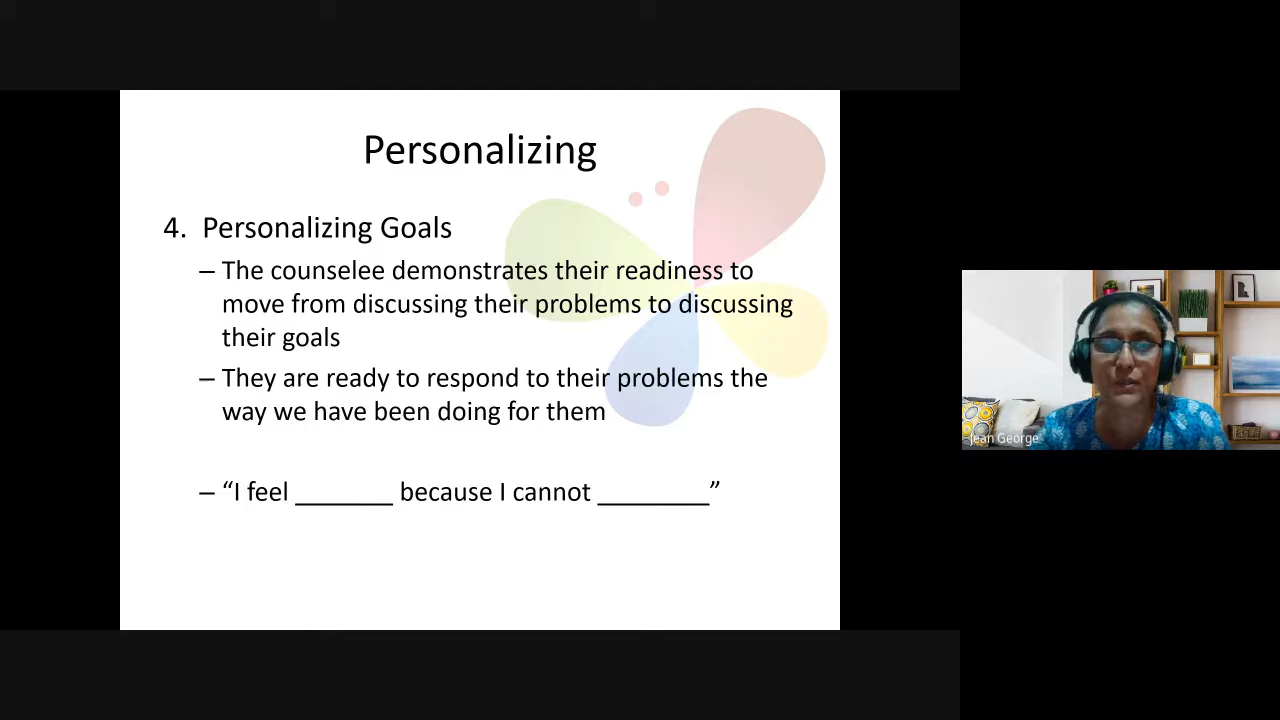 Personalizing
4. Personalizing Goals
– The counselee demonstrates their readiness to
move from discussing their problems to discussing
their goals
– They are ready to respond to their problems the
way we have been doing for them
– “I feel _______ because I cannot ________”
Jean George